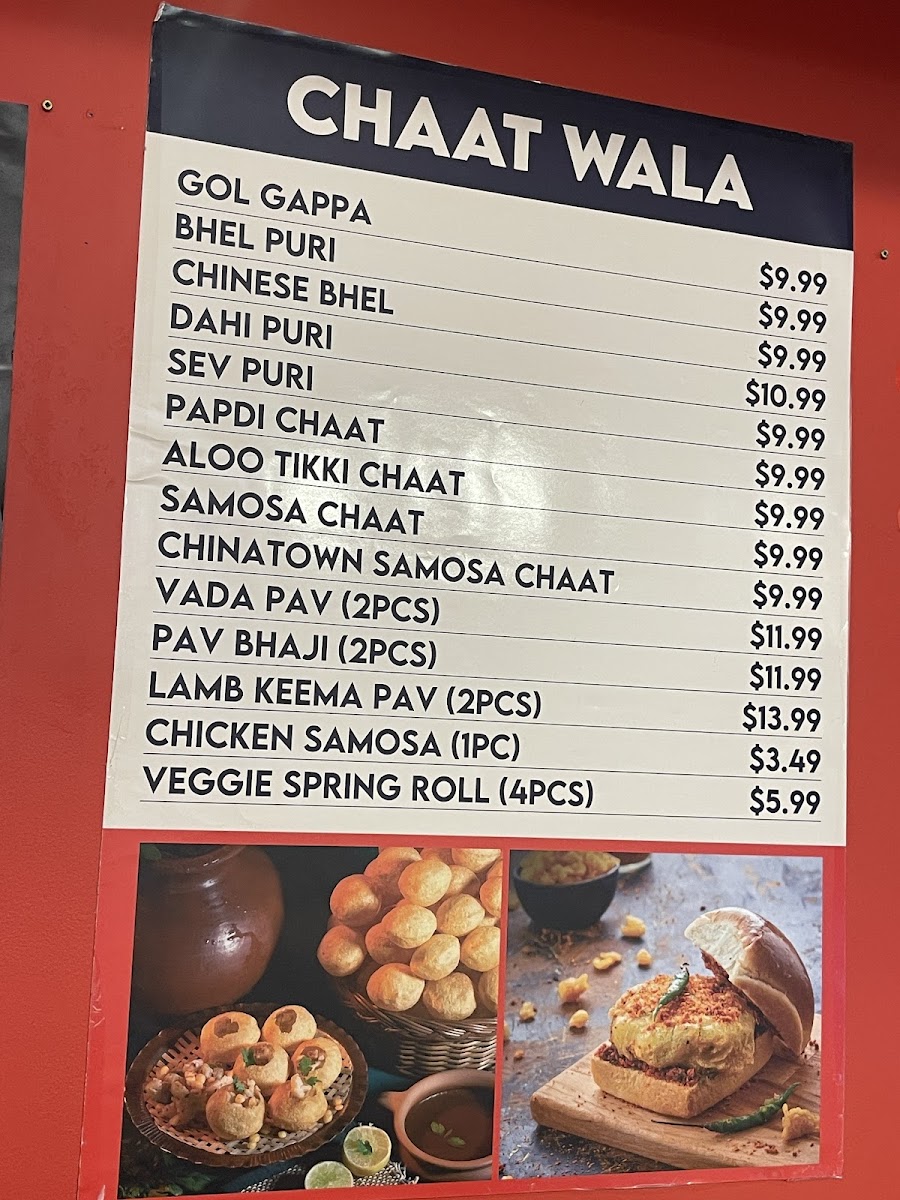 CHAAT WALA
GOL GAPPA $9.99
BHEL PURI $9.99
CHINESE BHEL $9.99
DAHI PURI $10.99
SEV PURI $9.99
PAPDI CHAAT $9.99
ALOO TIKKI CHAAT $9.99
SAMOSA CHAAT $9.99
CHINATOWN SAMOSA CHAAT $9.99
VADA PAV (2PCS) $11.99
PAV BHAJI (2PCS) $11.99
LAMB KEEMA PAV (2PCS) $13.99
CHICKEN SAMOSA (1PC) $3.49
VEGGIE SPRING ROLL (4PCS) $5.99